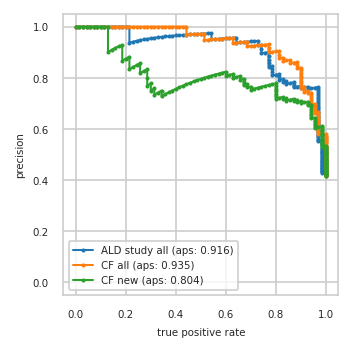 1.0
0.8
0.6
0.4
0.2
0.0
precision
ALD study all (aps: 0.916)
CF all (aps: 0.935)
CF new (aps: 0.804)
0.0 0.2 0.4 0.6 0.8 1.0
true positive rate